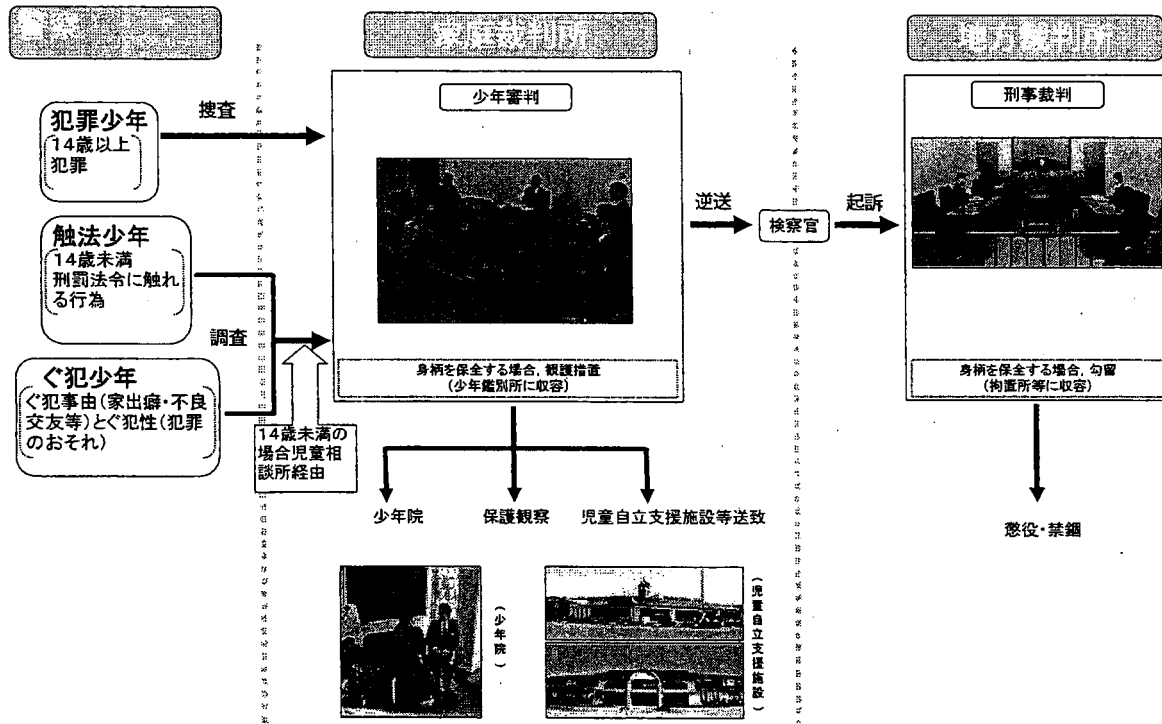 家庭裁判所
地方裁判所
少年審判
刑事裁判
犯罪少年
14歳以上
犯罪
捜査
触法少年
14歳未満
刑罰法令に触れ
る行為
調査
逆送
検察官
起訴
ぐ犯少年
ぐ犯事由(家出癖・不良
交友等)とぐ犯性(犯罪
のおそれ)
14歳未満の
場合児童相
談所経由
身柄を保全する場合,観護措置
(少年鑑別所に収容)
身柄を保全する場合,勾留
(拘置所等に収容)
少年院
保護観察
児童自立支援施設等送致
懲役・禁錮
(少年院)
(児童自立支援施設)